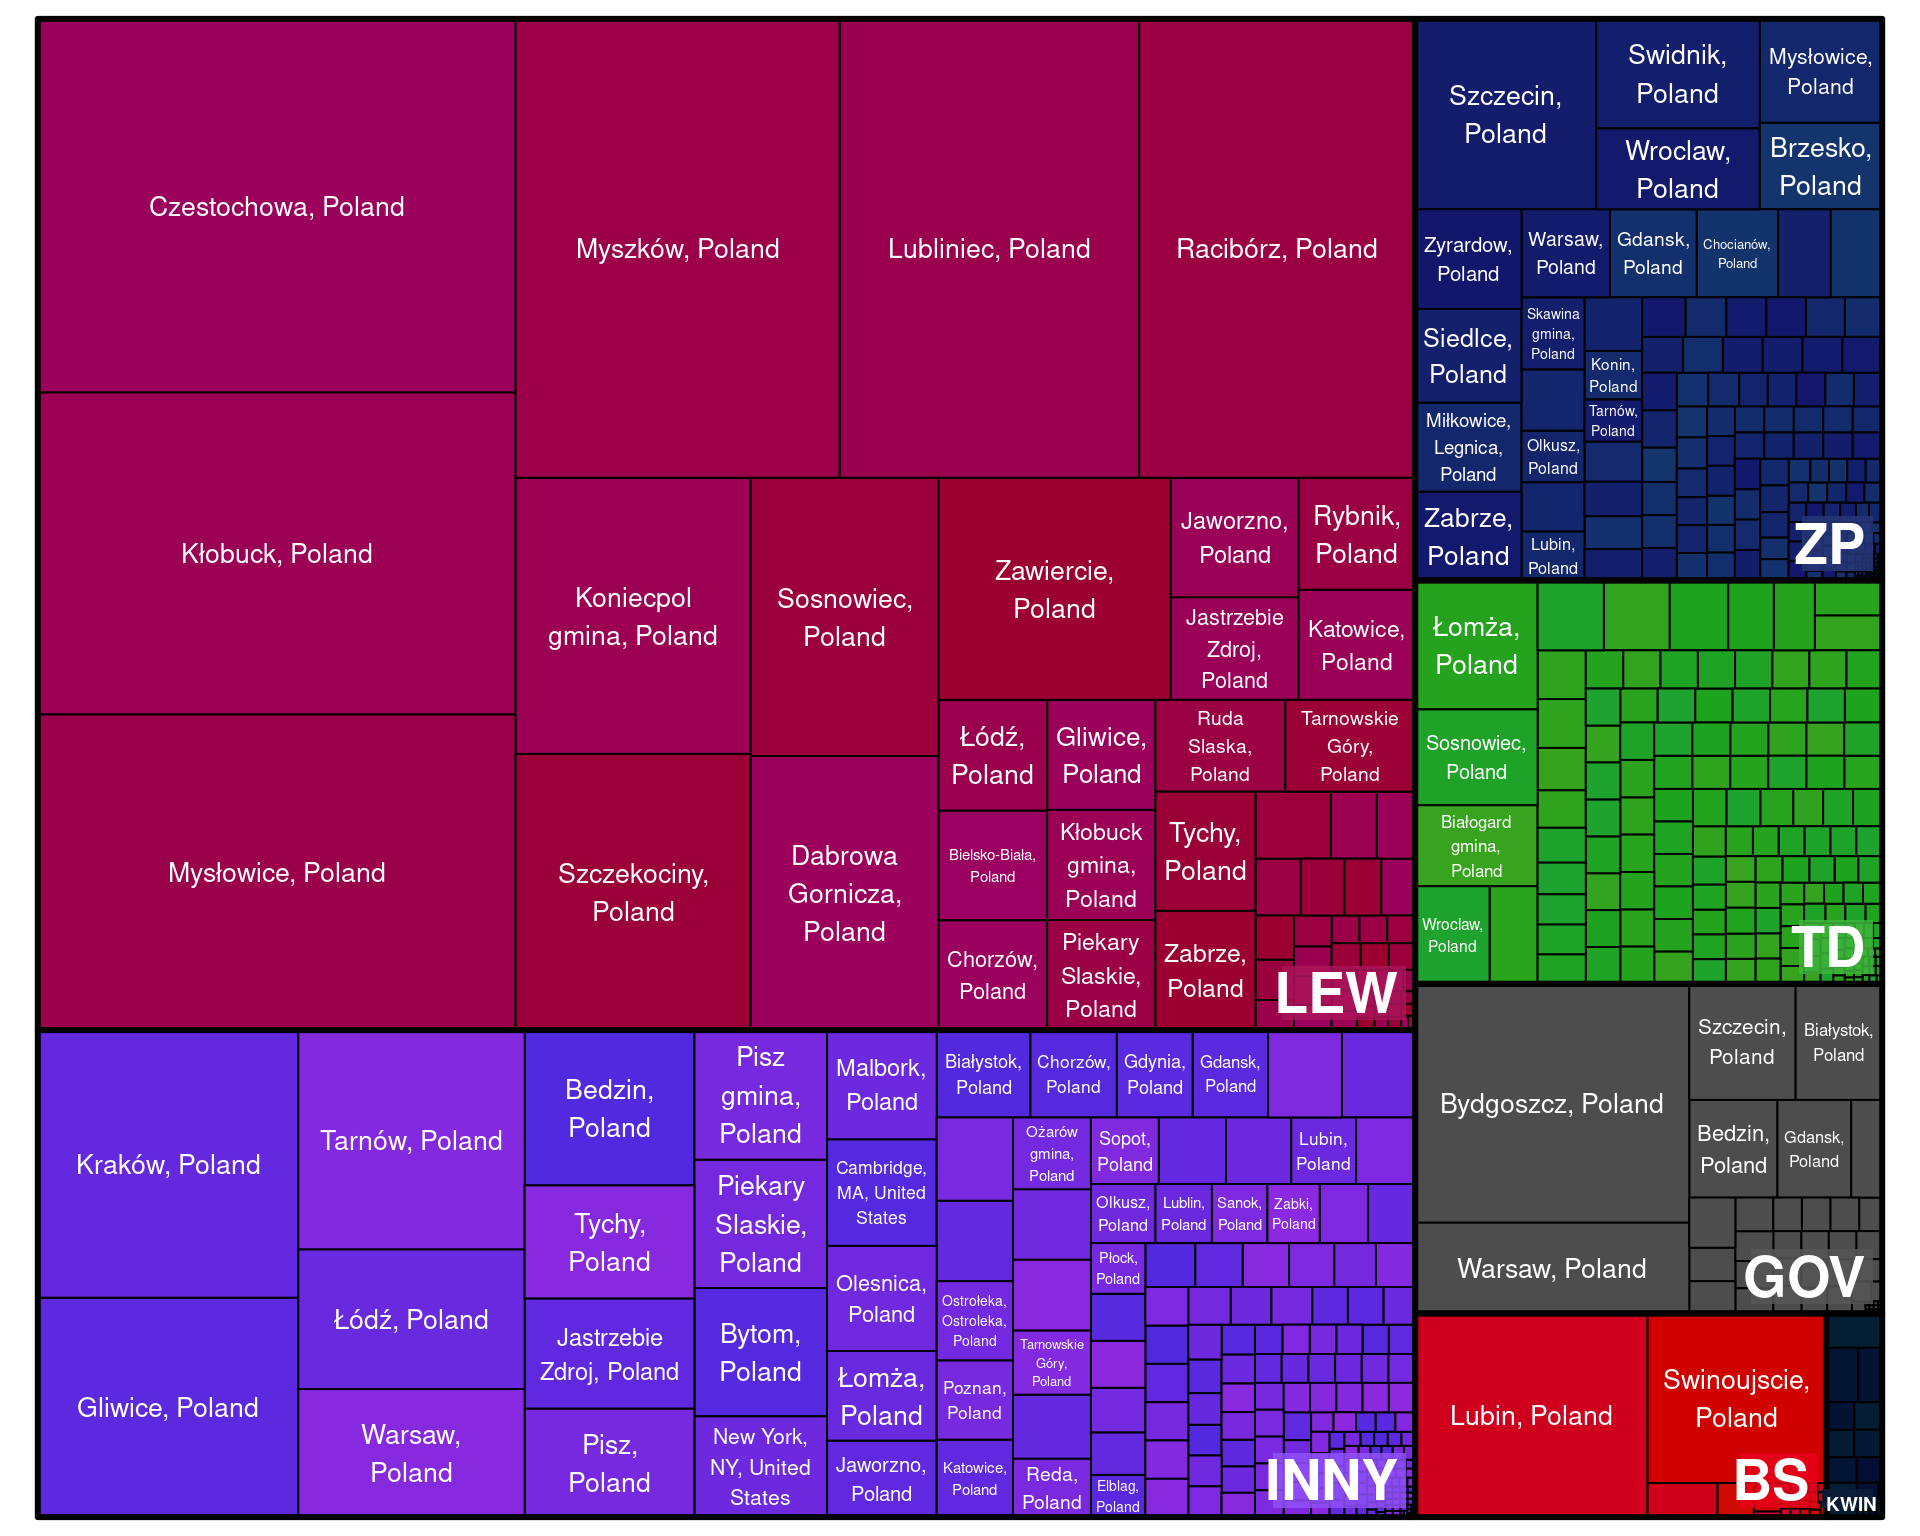 Czestochowa, Poland
Kłobuck, Poland
Mysłowice, Poland
Myszków, Poland
Lubliniec, Poland
Racibórz, Poland
Koniecpol
gmina, Poland
Szczekociny,
Poland
Sosnowiec,
Poland
Dabrowa
Gornicza,
Poland
Zawiercie,
Poland
Jaworzno,
Poland
Jastrzebie
Zdroj,
Poland
Rybnik,
Poland
Katowice,
Poland
Łódź,
Poland
Bielsko-Biała,
Poland
Chorzów,
Poland
Gliwice,
Poland
Kłobuck
gmina,
Poland
Piekary
Slaskie,
Poland
Ruda
Slaska,
Poland
Tarnowskie
Góry,
Poland
Tychy,
Poland
Zabrze,
Poland
LEW
Kraków, Poland
Gliwice, Poland
Tarnów, Poland
Łódź, Poland
Warsaw,
Poland
Bedzin,
Poland
Tychy,
Poland
Jastrzebie
Zdroj, Poland
Pisz,
Poland
Pisz
gmina,
Poland
Piekary
Slaskie,
Poland
Bytom,
Poland
New York,
NY, United
States
Malbork,
Poland
Cambridge,
MA, United
States
Olesnica,
Poland
Łomża,
Poland
Jaworzno,
Poland
Białystok,
Poland
Chorzów,
Poland
Gdynia,
Poland
Gdansk,
Poland
Ostrołeka,
Ostroleka,
Poland
Poznan,
Poland
Katowice,
Poland
Ożarów
gmina,
Poland
Tarnowskie
Góry,
Poland
Reda,
Poland
Sopot,
Poland
Lubin,
Poland
Olkusz,
Poland
Lublin,
Poland
Sanok,
Poland
Zabki,
Poland
Płock,
Poland
Elblag,
Poland
INNY
Szczecin,
Poland
Swidnik,
Poland
Wroclaw,
Poland
Mysłowice,
Poland
Brzesko,
Poland
Zyrardow,
Poland
Siedlce,
Poland
Miłkowice,
Legnica,
Poland
Zabrze,
Poland
Warsaw,
Poland
Gdansk,
Poland
Chocianów,
Poland
Skawina
gmina,
Poland
Olkusz,
Poland
Lubin,
Poland
Konin,
Poland
Tarnów,
Poland
ZP
Łomża,
Poland
Sosnowiec,
Poland
Białogard
gmina,
Poland
Wroclaw,
Poland
TD
Bydgoszcz, Poland
Warsaw, Poland
Szczecin,
Poland
Białystok,
Poland
Bedzin,
Poland
Gdansk,
Poland
GOV
Lubin, Poland
Swinoujscie,
Poland
BS
KWIN